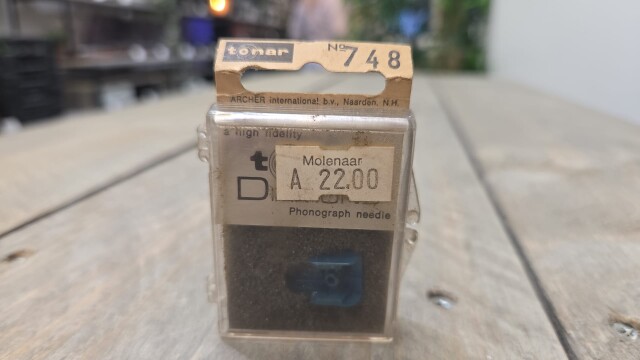 tonar Nº 748
ARCHER international b.v., Naarden. N.H.
a high fidelity
Molenaar
A 22.00
Phonograph needle